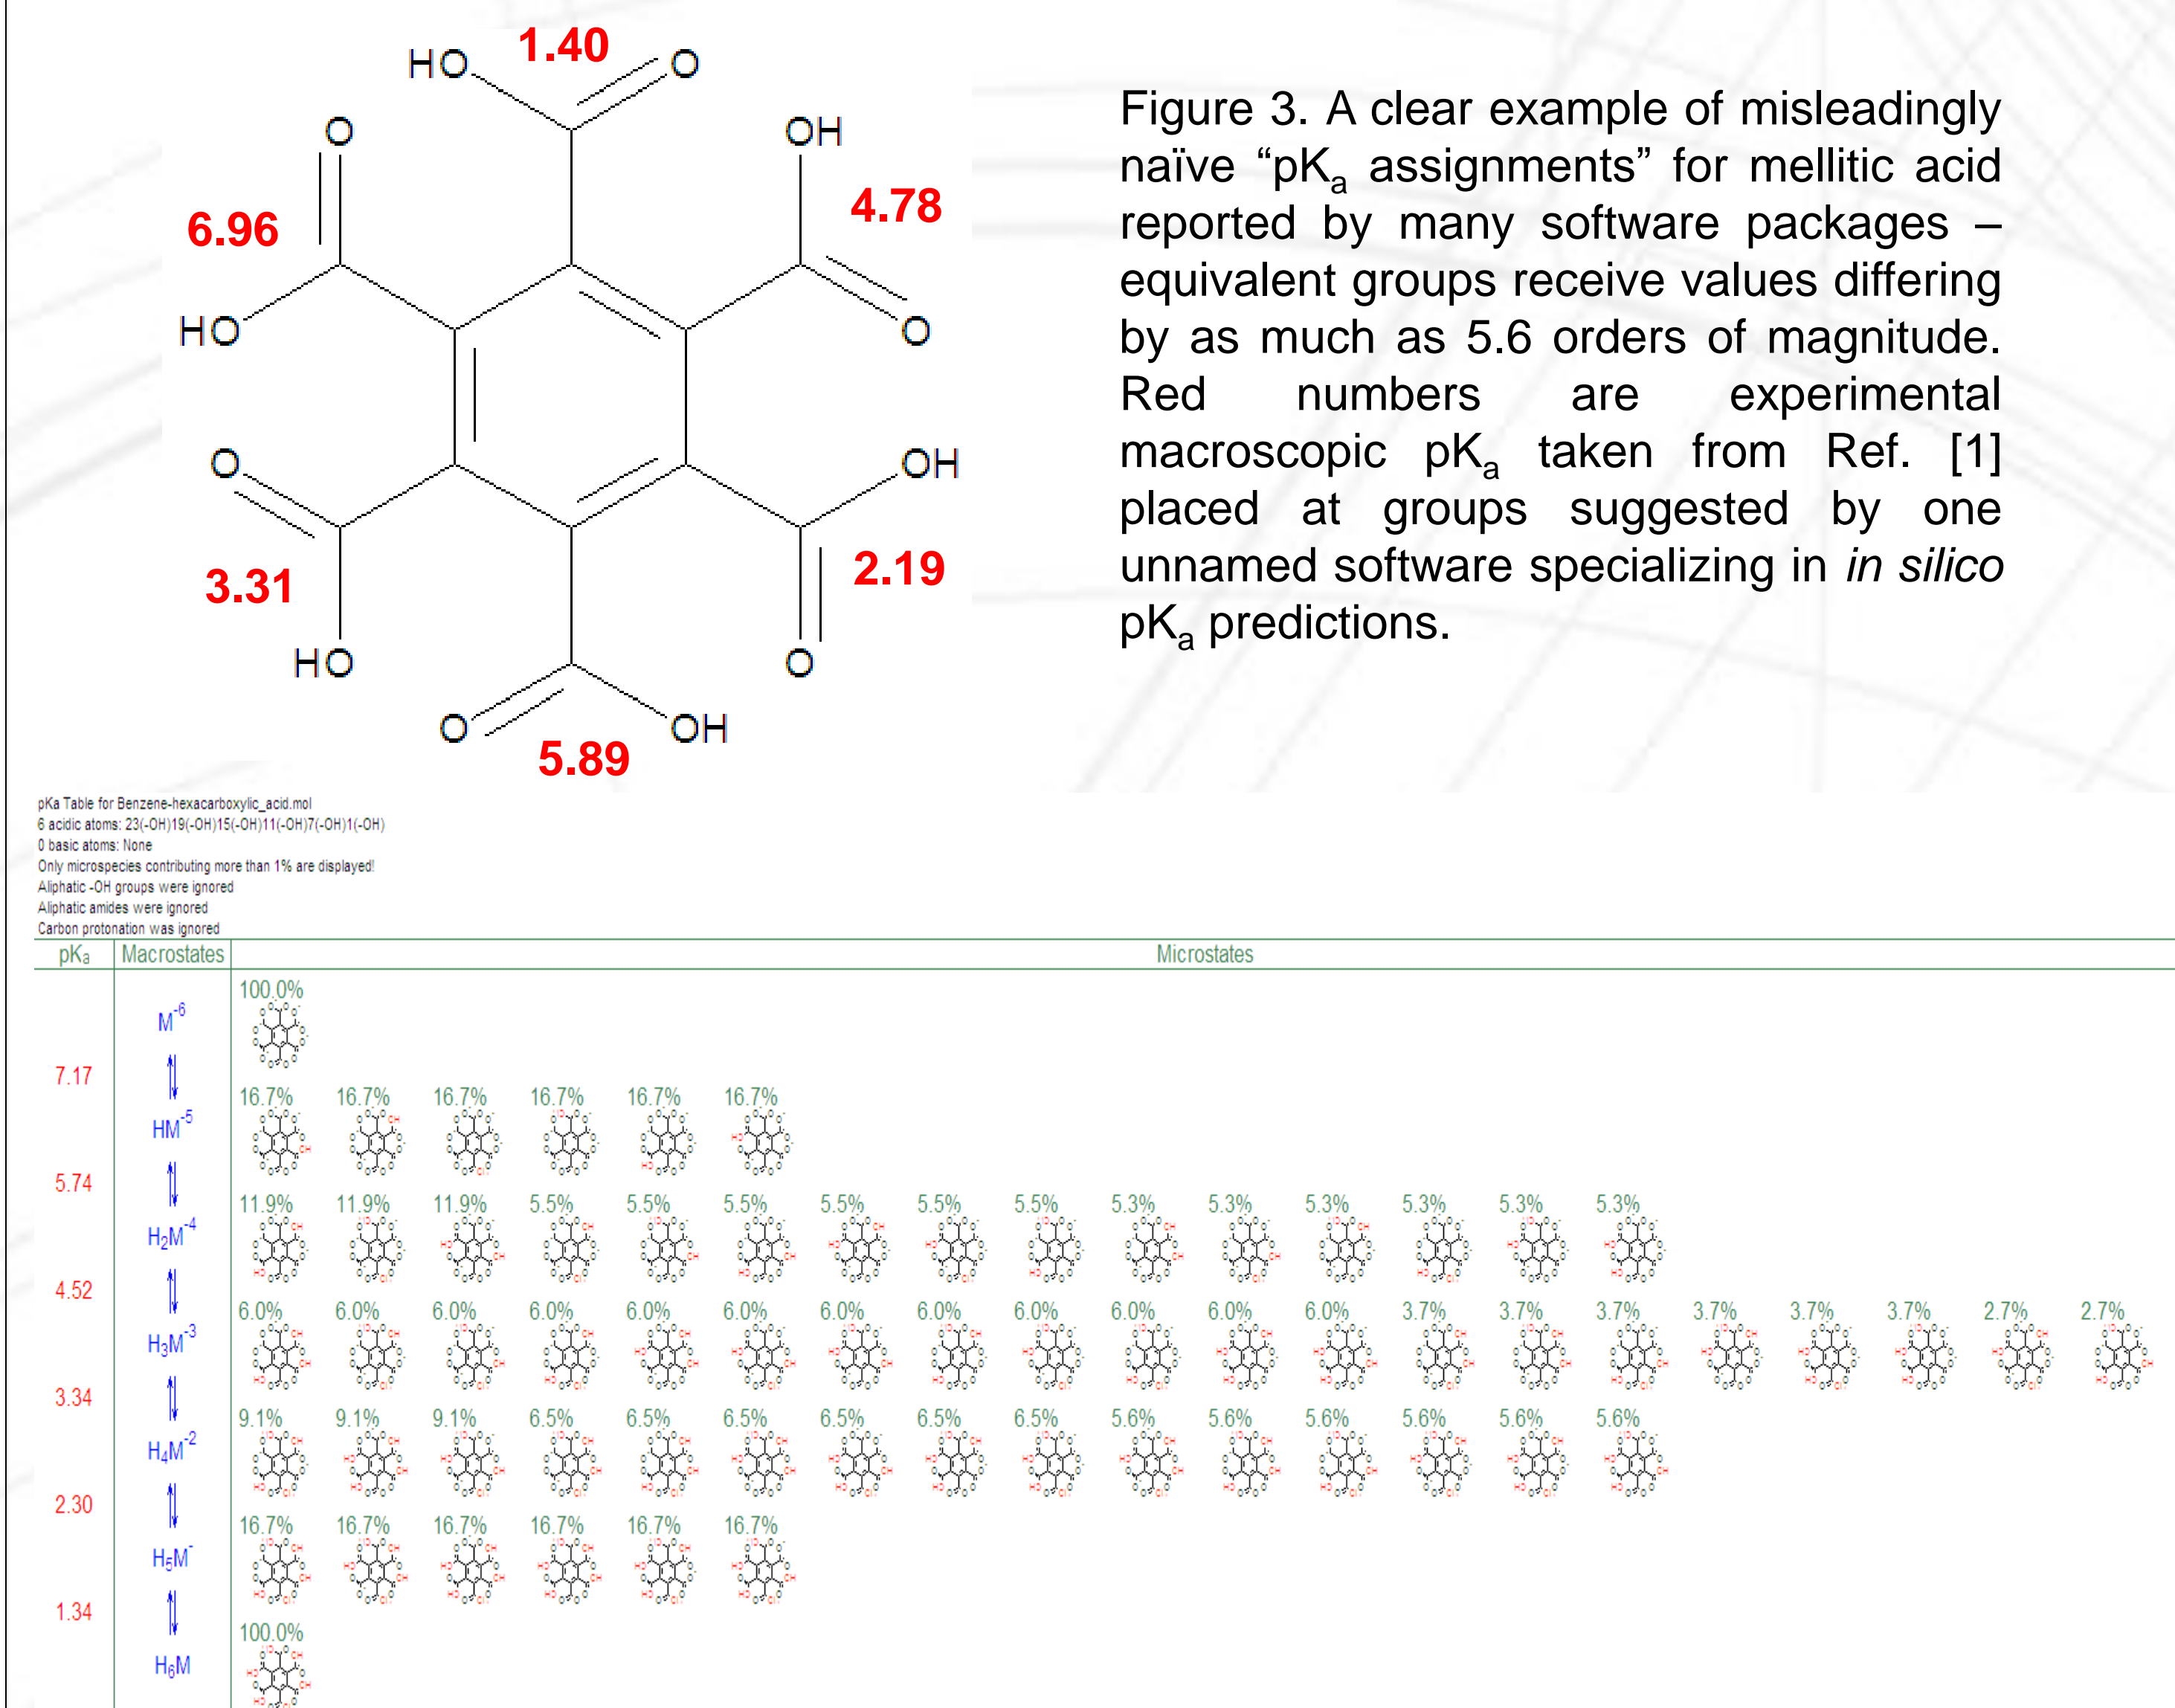 HO
1.40
O
O
OH
6.96
4.78
HO
O
O
OH
3.31
2.19
HO
O
O
OH
5.89
Figure 3. A clear example of misleadingly
naïve “pKa assignments” for mellitic acid
reported by many software packages –
equivalent groups receive values differing
by as much as 5.6 orders of magnitude.
Red numbers are experimental
macroscopic pKa taken from Ref. [1]
placed at groups suggested by one
unnamed software specializing in in silico
pKa predictions.
pKa Table for Benzene-hexacarboxylic_acid.mol
6 acidic atoms: 23(-OH)19(-OH)15(-OH)11(-OH)7(-OH)1(-OH)
0 basic atoms: None
Only microspecies contributing more than 1% are displayed!
Aliphatic -OH groups were ignored
Aliphatic amides were ignored
Carbon protonation was ignored
pKa Macrostates Microstates
100.0%
M-6
7.17
16.7% 16.7% 16.7% 16.7% 16.7% 16.7%
HM-5
5.74
11.9% 11.9% 11.9% 5.5% 5.5% 5.5% 5.5% 5.5% 5.5% 5.3% 5.3% 5.3% 5.3% 5.3% 5.3%
H2M-4
4.52
6.0% 6.0% 6.0% 6.0% 6.0% 6.0% 6.0% 6.0% 6.0% 6.0% 6.0% 6.0% 3.7% 3.7% 3.7% 3.7% 3.7% 3.7% 2.7% 2.7%
H3M-3
3.34
9.1% 9.1% 9.1% 6.5% 6.5% 6.5% 6.5% 6.5% 6.5% 5.6% 5.6% 5.6% 5.6% 5.6% 5.6%
H4M-2
2.30
16.7% 16.7% 16.7% 16.7% 16.7% 16.7%
H5M-
1.34
100.0%
H6M